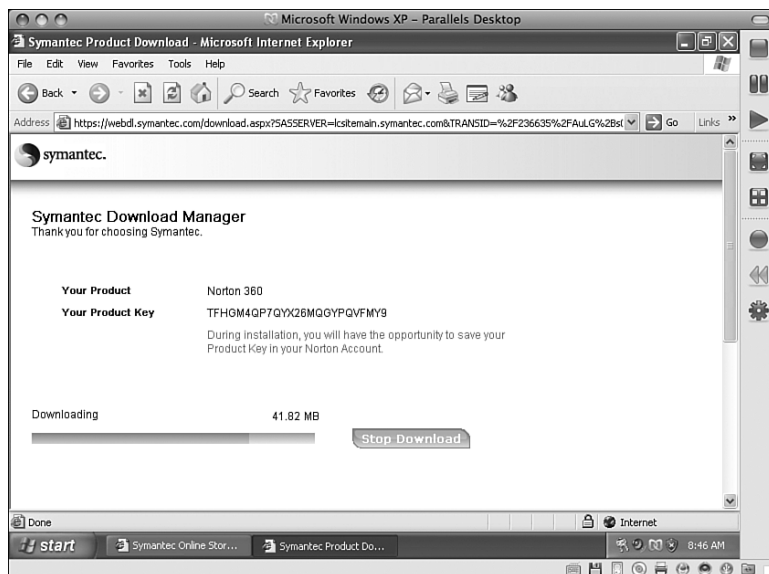 Microsoft Windows XP – Parallels Desktop
Symantec Product Download - Microsoft Internet Explorer
File Edit View Favorites Tools Help
Back Search Favorites
Address https://webdl.symantec.com/download.aspx?SASSERVER=lcsitemain.symantec.com&TRANSID=%2F236635%2FAuLG%2Bs( Go Links »
symantec.
Symantec Download Manager
Thank you for choosing Symantec.
Your Product Norton 360
Your Product Key TFHGM4QP7QYX26MQGYPQVFMY9
During installation, you will have the opportunity to save your
Product Key in your Norton Account.
Downloading 41.82 MB
Stop Download
Done Internet
start Symantec Online Stor... Symantec Product Do... 8:46 AM